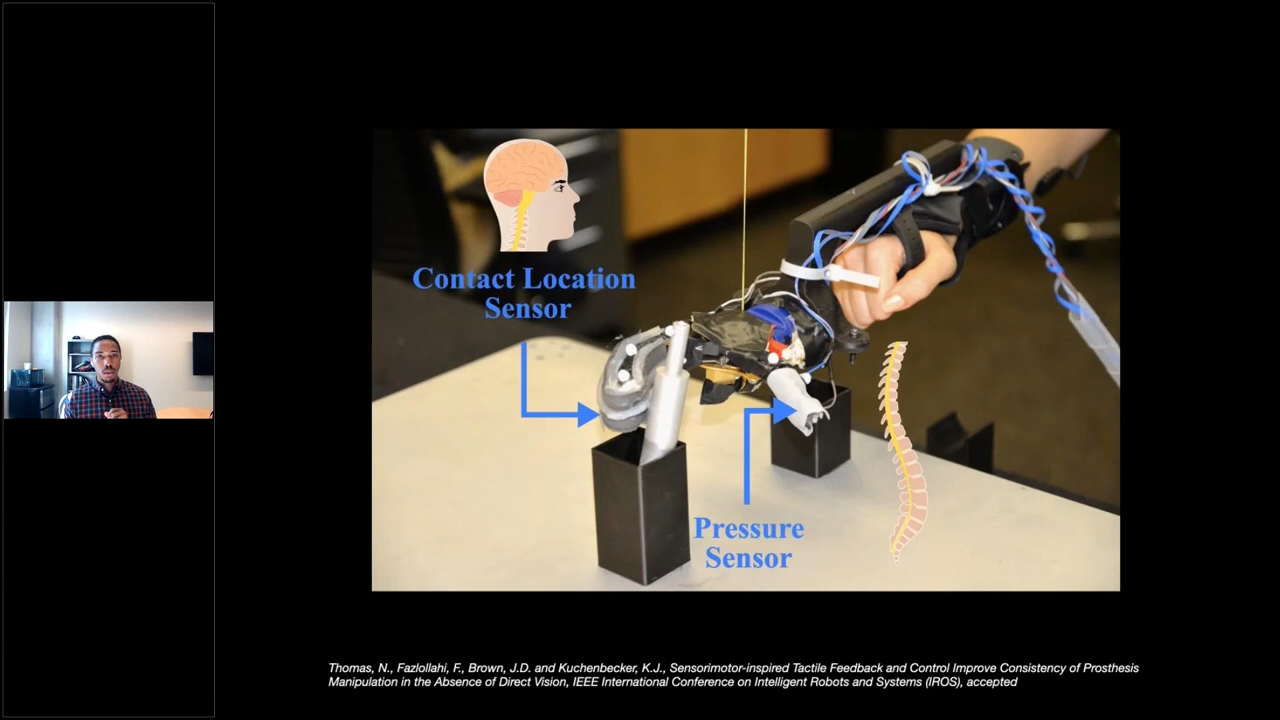 Contact Location
Sensor
Pressure
Sensor
Thomas, N., Fazlollahi, F., Brown, J.D. and Kuchenbecker, K.J., Sensorimotor-inspired Tactile Feedback and Control Improve Consistency of Prosthesis
Manipulation in the Absence of Direct Vision, IEEE International Conference on Intelligent Robots and Systems (IROS), accepted